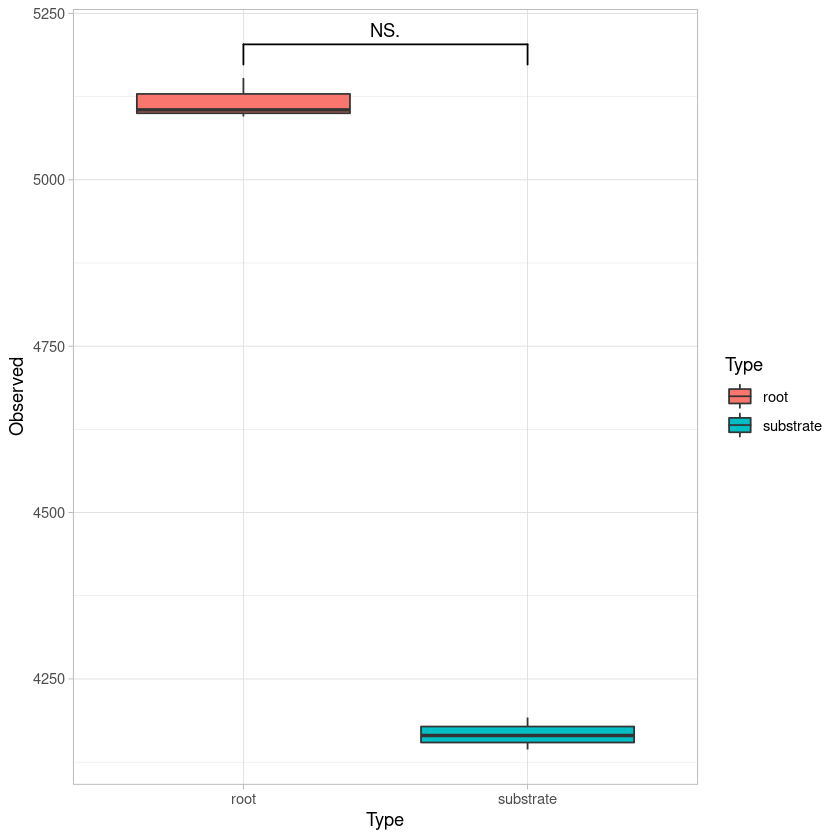 NS.
5250
5000
4750
4500
4250
Observed
root
substrate
Type
Type
root
substrate